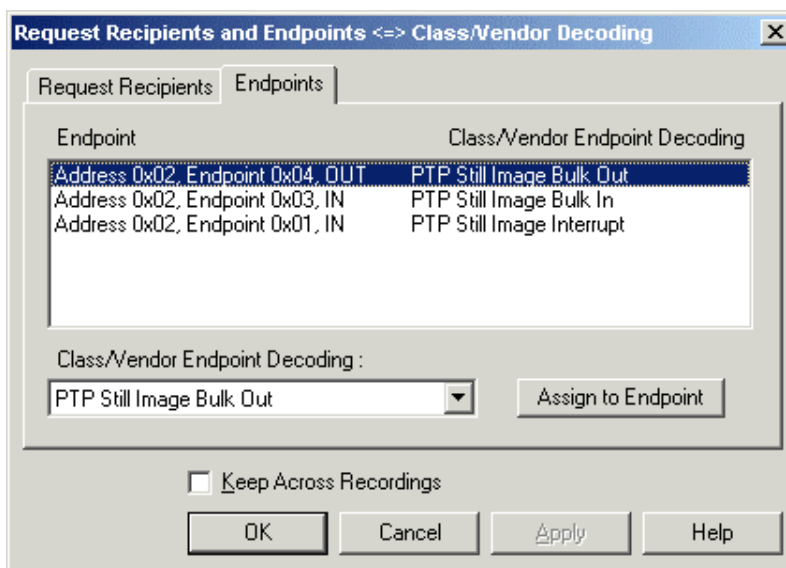 Request Recipients and Endpoints <=> Class/Vendor Decoding
Request Recipients Endpoints
Endpoint Class/Vendor Endpoint Decoding
Address 0x02, Endpoint 0x04, OUT PTP Still Image Bulk Out
Address 0x02, Endpoint 0x03, IN PTP Still Image Bulk In
Address 0x02, Endpoint 0x01, IN PTP Still Image Interrupt
Class/Vendor Endpoint Decoding :
PTP Still Image Bulk Out Assign to Endpoint
Keep Across Recordings
OK Cancel Apply Help